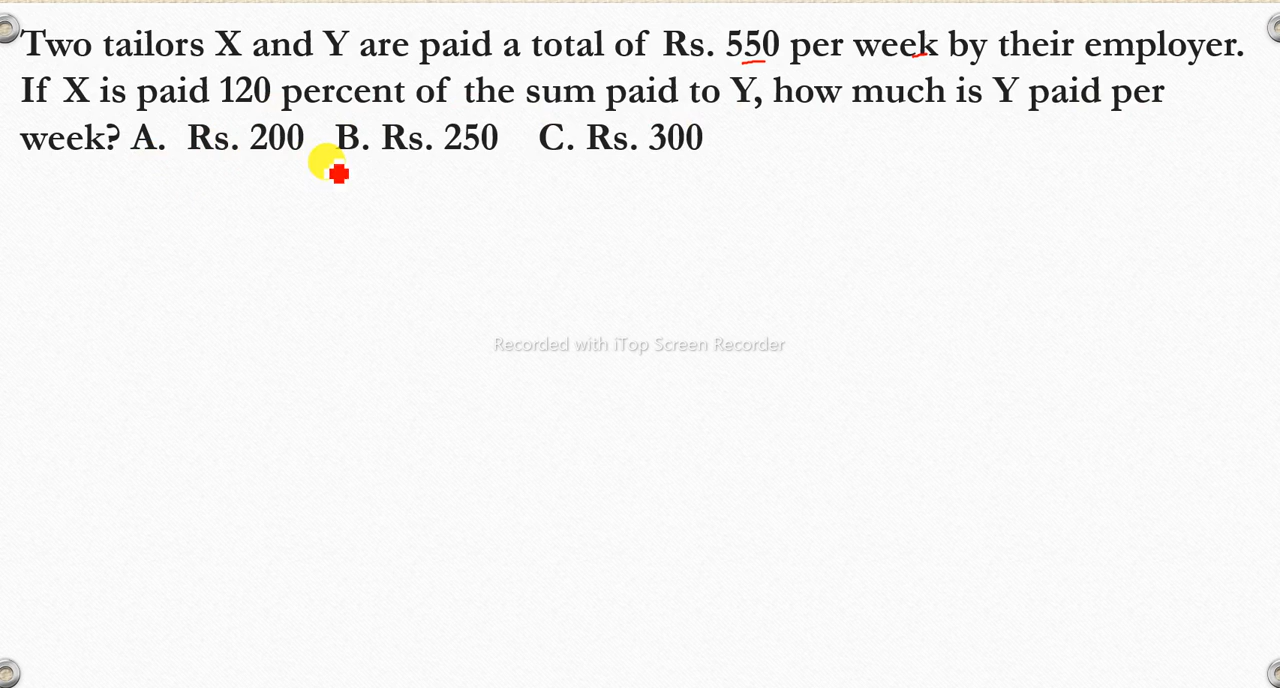 Two tailors X and Y are paid a total of Rs. 550 per week by their employer.
If X is paid 120 percent of the sum paid to Y, how much is Y paid per
week? A. Rs. 200 B. Rs. 250 C. Rs. 300
Recorded with iTop Screen Recorder